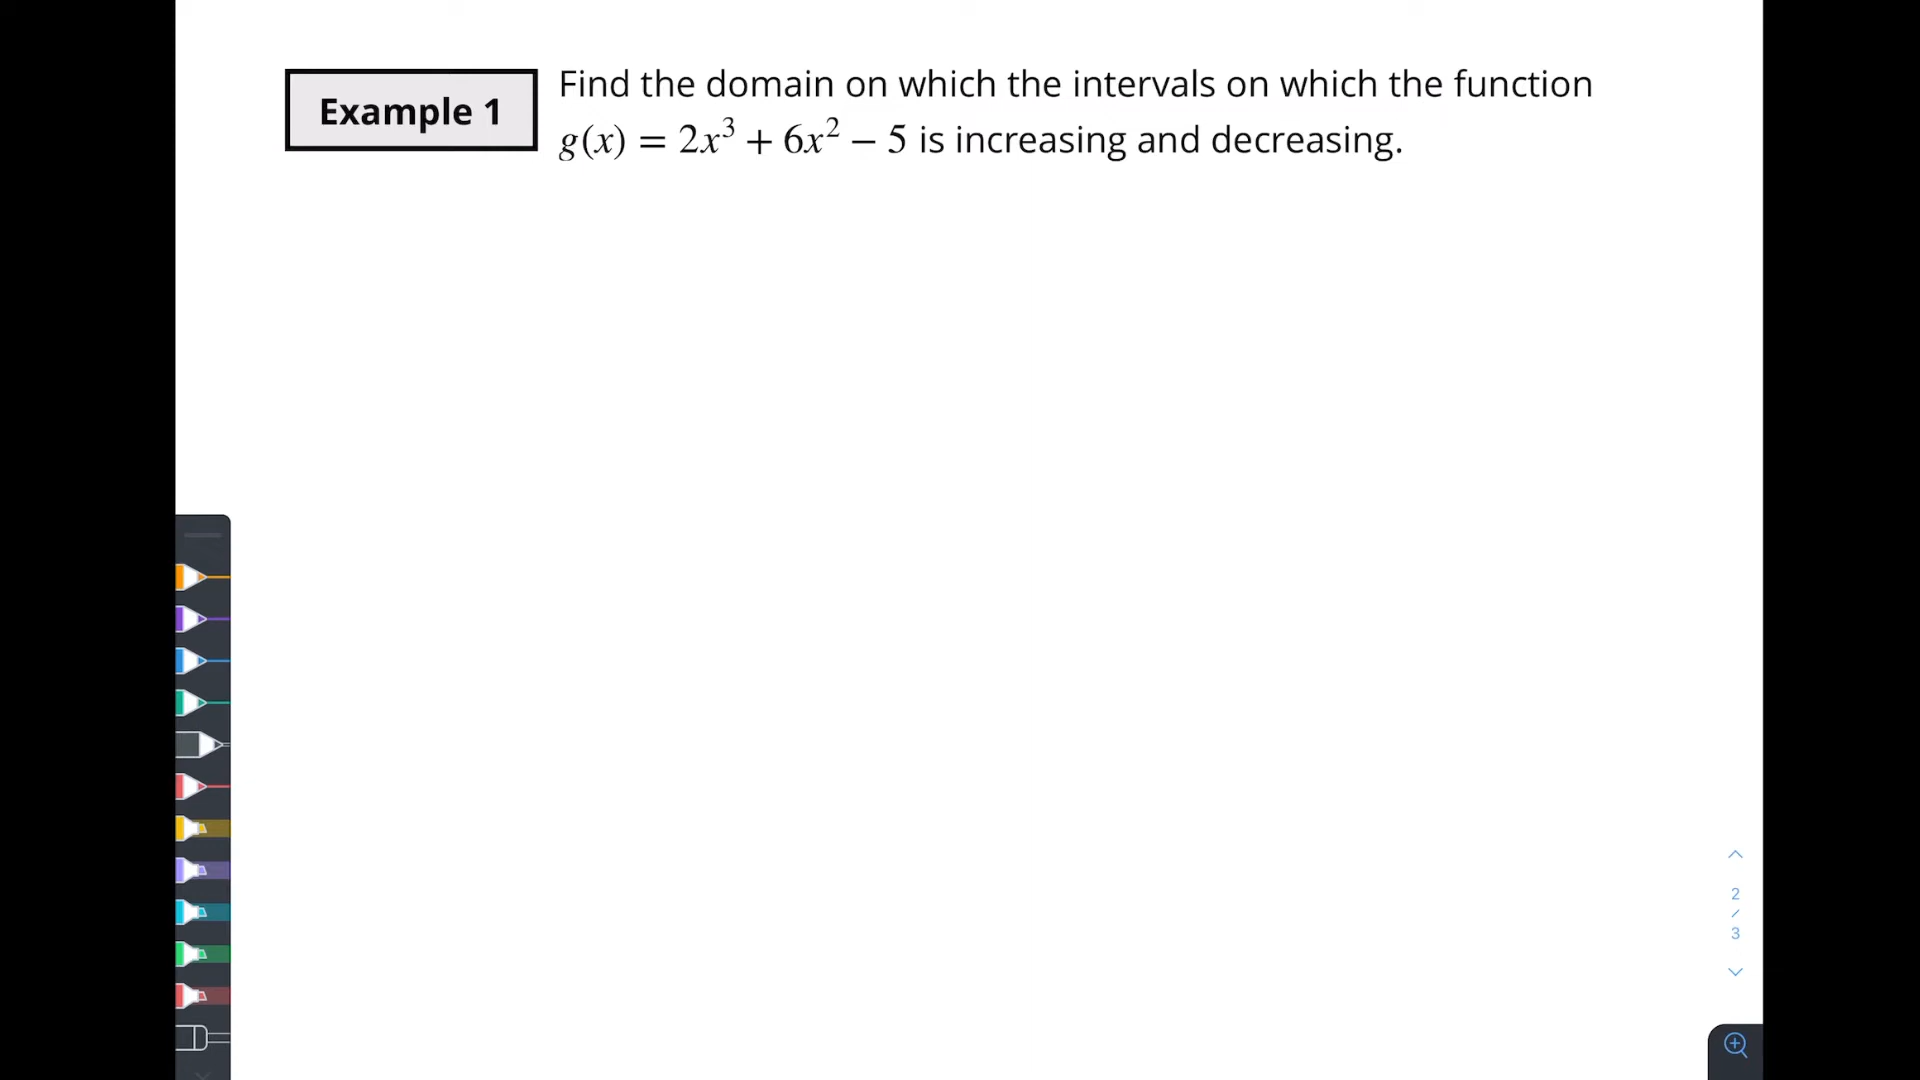 Example 1
Find the domain on which the intervals on which the function
g(x) = 2x³ + 6x² − 5 is increasing and decreasing.
2
/
3